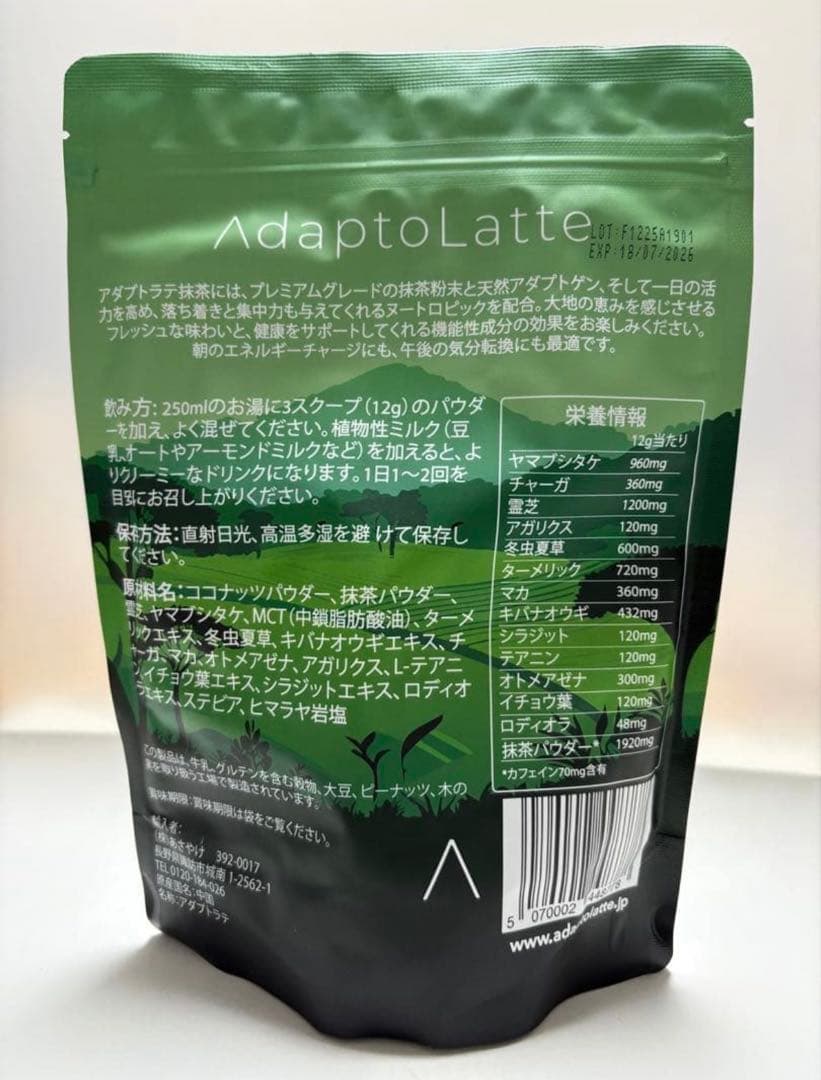 AdaptoLatte
LOT:F1225A1901
EXP:18/07/2026
アダプトラテ抹茶には、プレミアムグレードの抹茶粉末と天然アダプトゲン、そして一日の活
力を高め、落ち着きと集中力も与えてくれるヌートロピックを配合。大地の恵みを感じさせる
フレッシュな味わいと、健康をサポートしてくれる機能性成分の効果をお楽しみください。
朝のエネルギーチャージにも、午後の気分転換にも最適です。
飲み方: 250mlのお湯に3スクープ(12g)のパウダ
ーを加え、よく混ぜてください。植物性ミルク(豆
乳、オートやアーモンドミルクなど)を加えると、よ
りクリーミーなドリンクになります。1日1〜2回を
目安にお召し上がりください。
保存方法:直射日光、高温多湿を避 けて保存し
てください。
原材料名:ココナッツパウダー、抹茶パウダー、
霊芝、ヤマブシタケ、MCT(中鎖脂肪酸油)、ターメ
リックエキス、冬虫夏草、キバナオウギエキス、チ
ャーガ、マカ、オトメアゼナ、アガリクス、L-テアニ
ン、イチョウ葉エキス、シラジットエキス、ロディオ
ラエキス、ステビア、ヒマラヤ岩塩
この製品は、牛乳、グルテンを含む穀物、大豆、ピーナッツ、木の
実を取り扱う工場で製造されています。
賞味期限:賞味期限は袋をご覧ください。
輸入者:
(株)あさやけ 392-0017
長野県諏訪市城南 1-2562-1
TEL 0120-184-026
原産国名:中国
名称:アダプトラテ
栄養情報
12g当たり
ヤマブシタケ 960mg
チャーガ 360mg
霊芝 1200mg
アガリクス 120mg
冬虫夏草 600mg
ターメリック 720mg
マカ 360mg
キバナオウギ 432mg
シラジット 120mg
テアニン 120mg
オトメアゼナ 300mg
イチョウ葉 120mg
ロディオラ 48mg
抹茶パウダー* 1920mg
*カフェイン70mg含有
5 070002
www.adaptolatte.jp